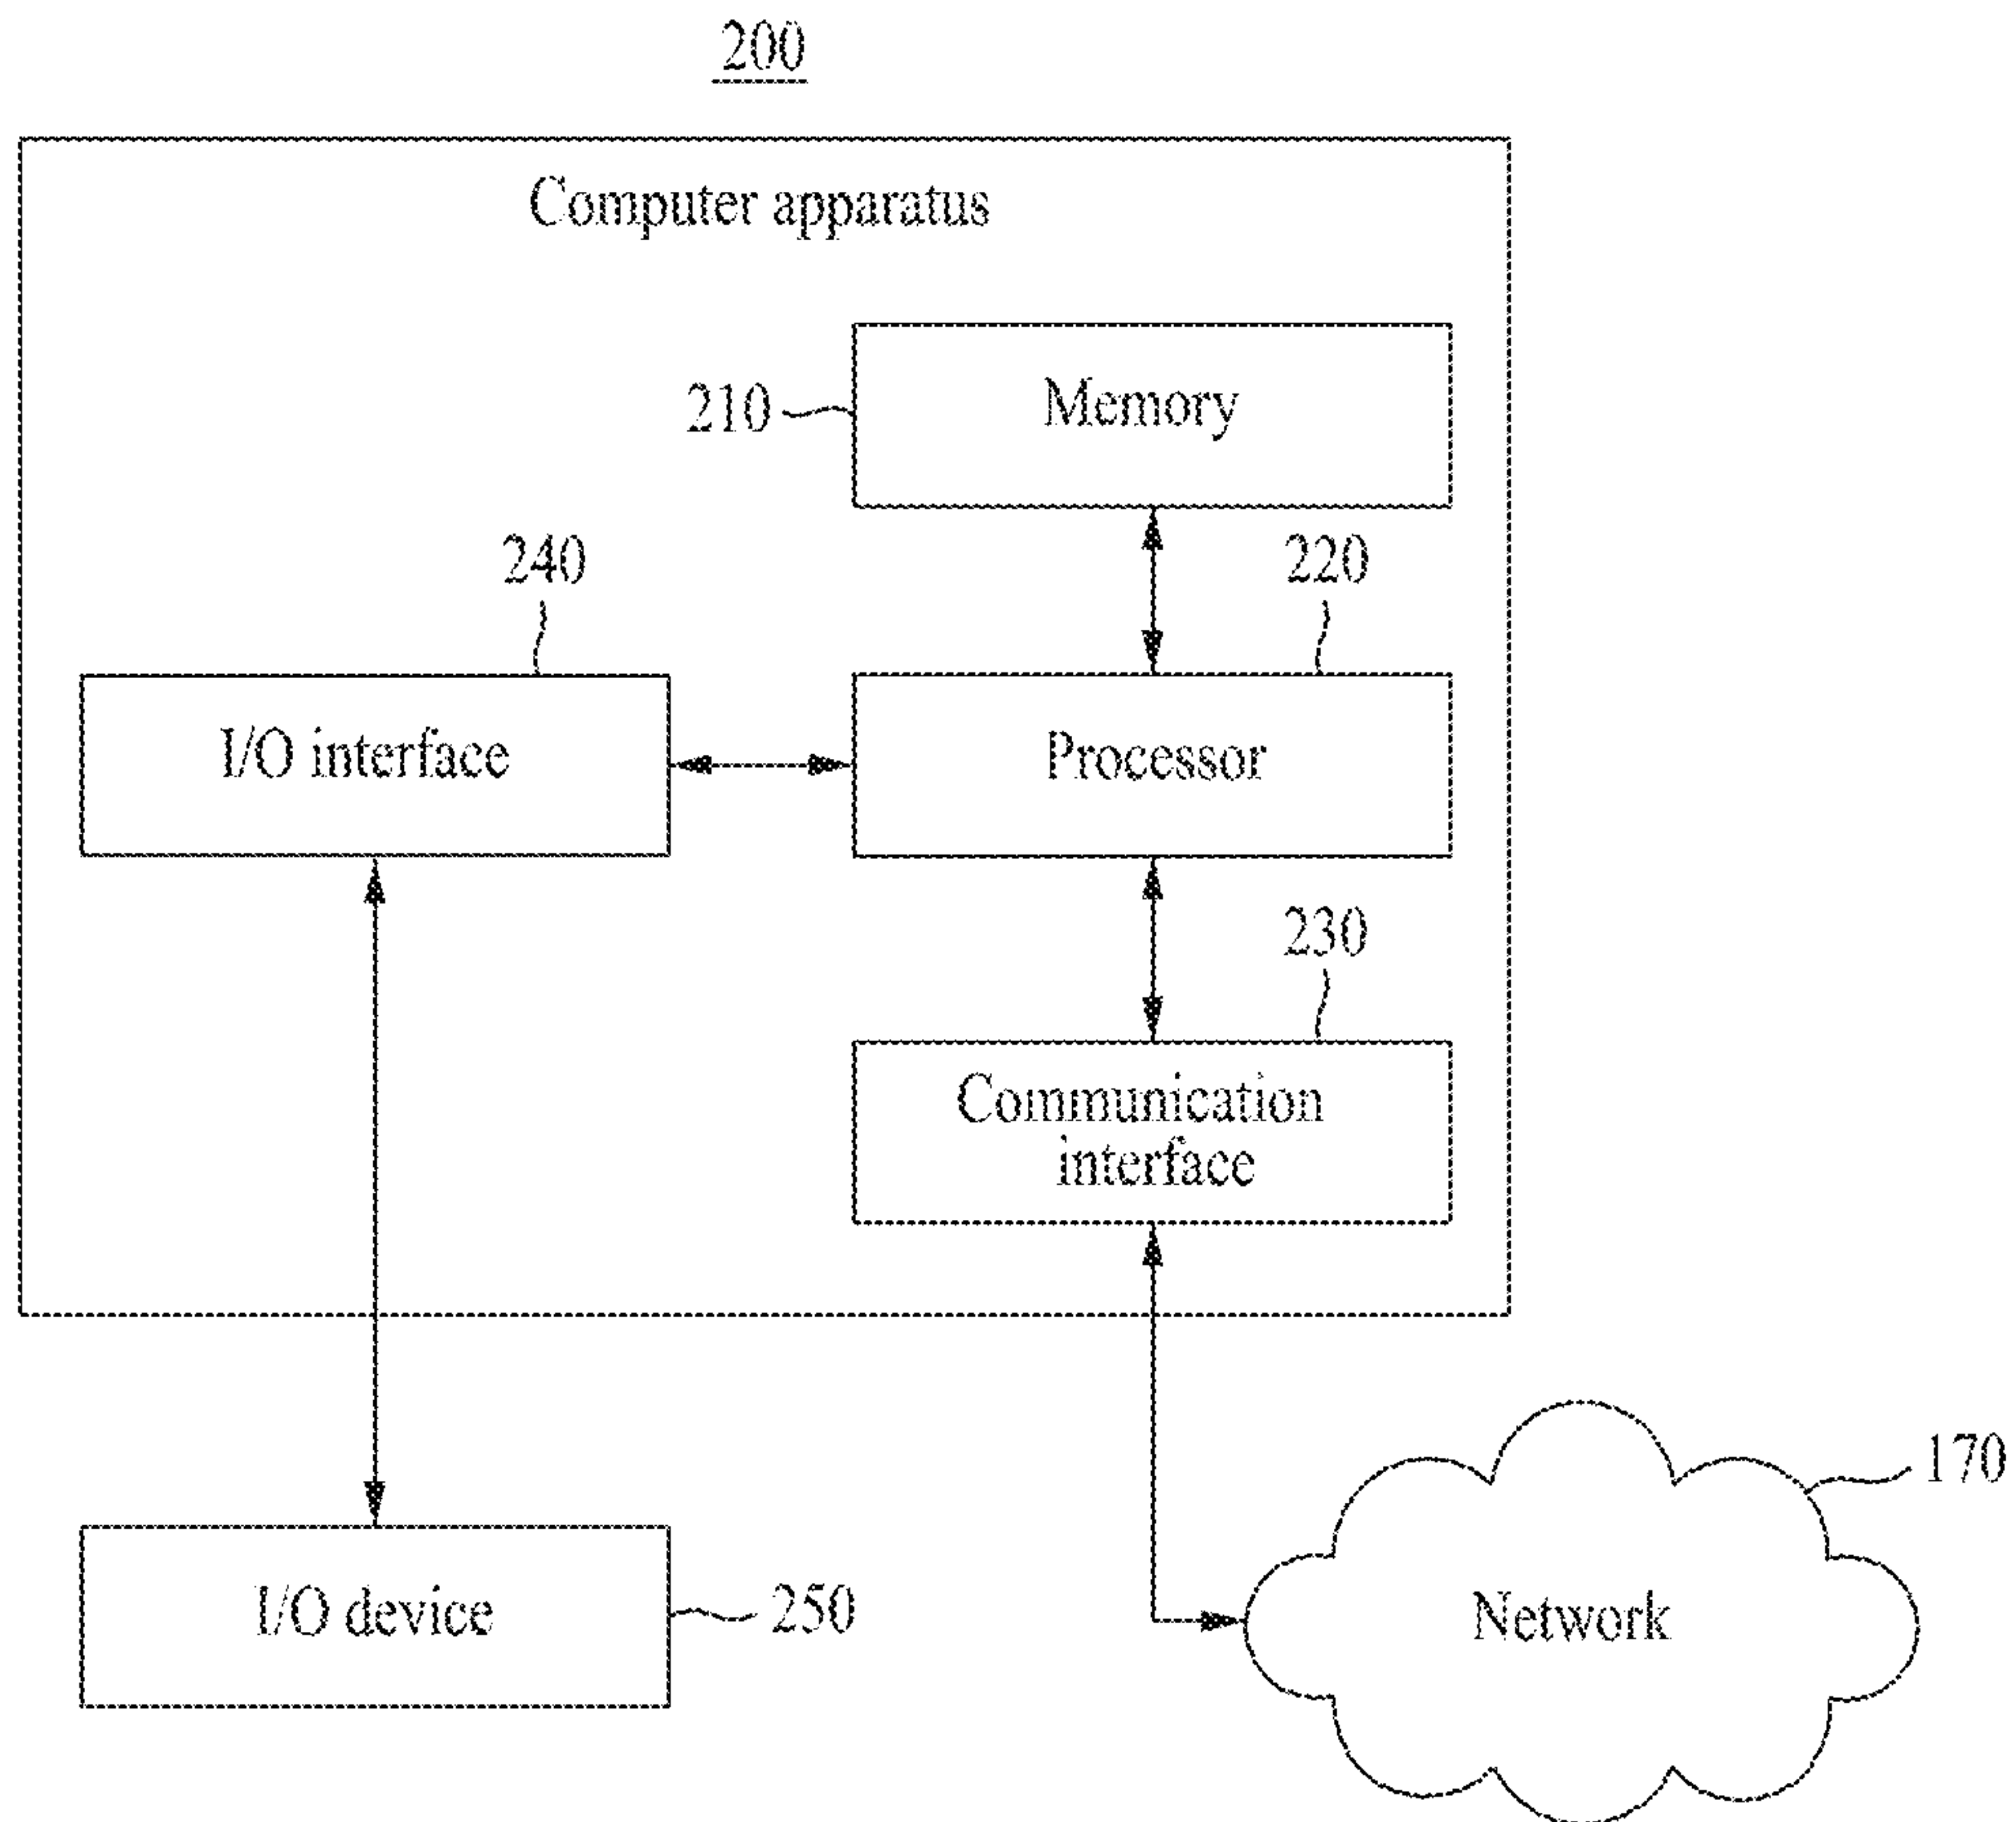 200
Computer apparatus
210
Memory
240
220
I/O interface
Processor
230
Communication
interface
170
I/O device
250
Network